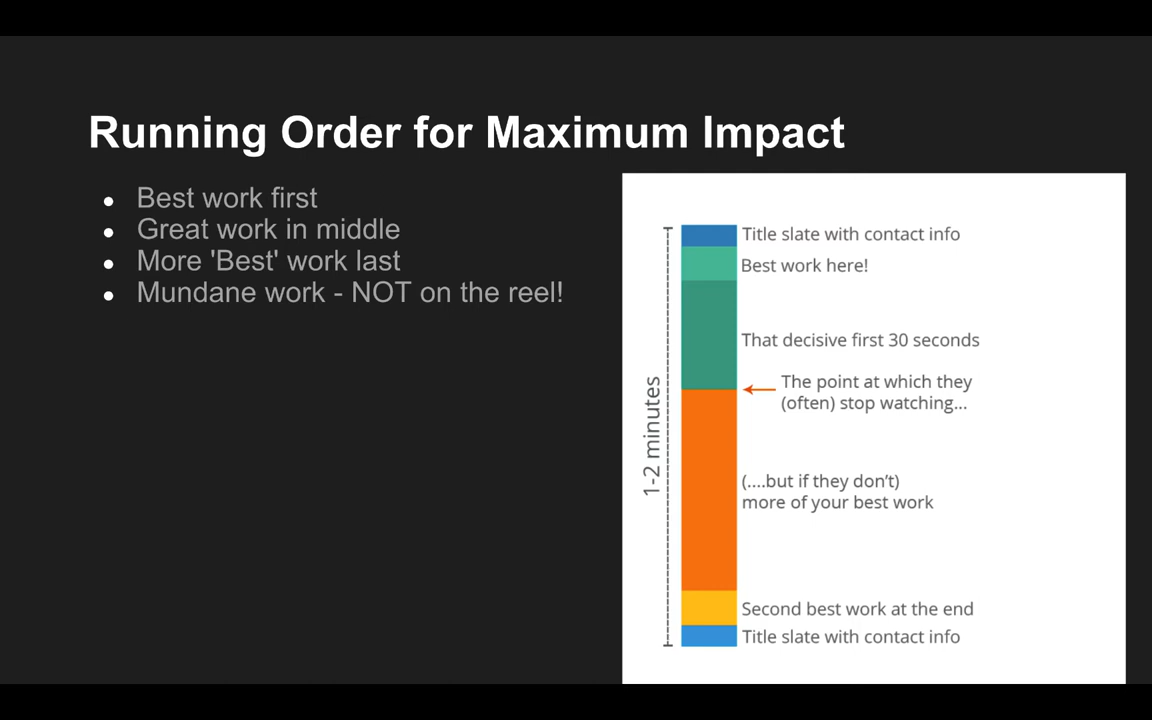 Running Order for Maximum Impact
● Best work first
● Great work in middle
● More 'Best' work last
● Mundane work - NOT on the reel!
1-2 minutes
Title slate with contact info
Best work here!
That decisive first 30 seconds
The point at which they
(often) stop watching...
(....but if they don’t)
more of your best work
Second best work at the end
Title slate with contact info